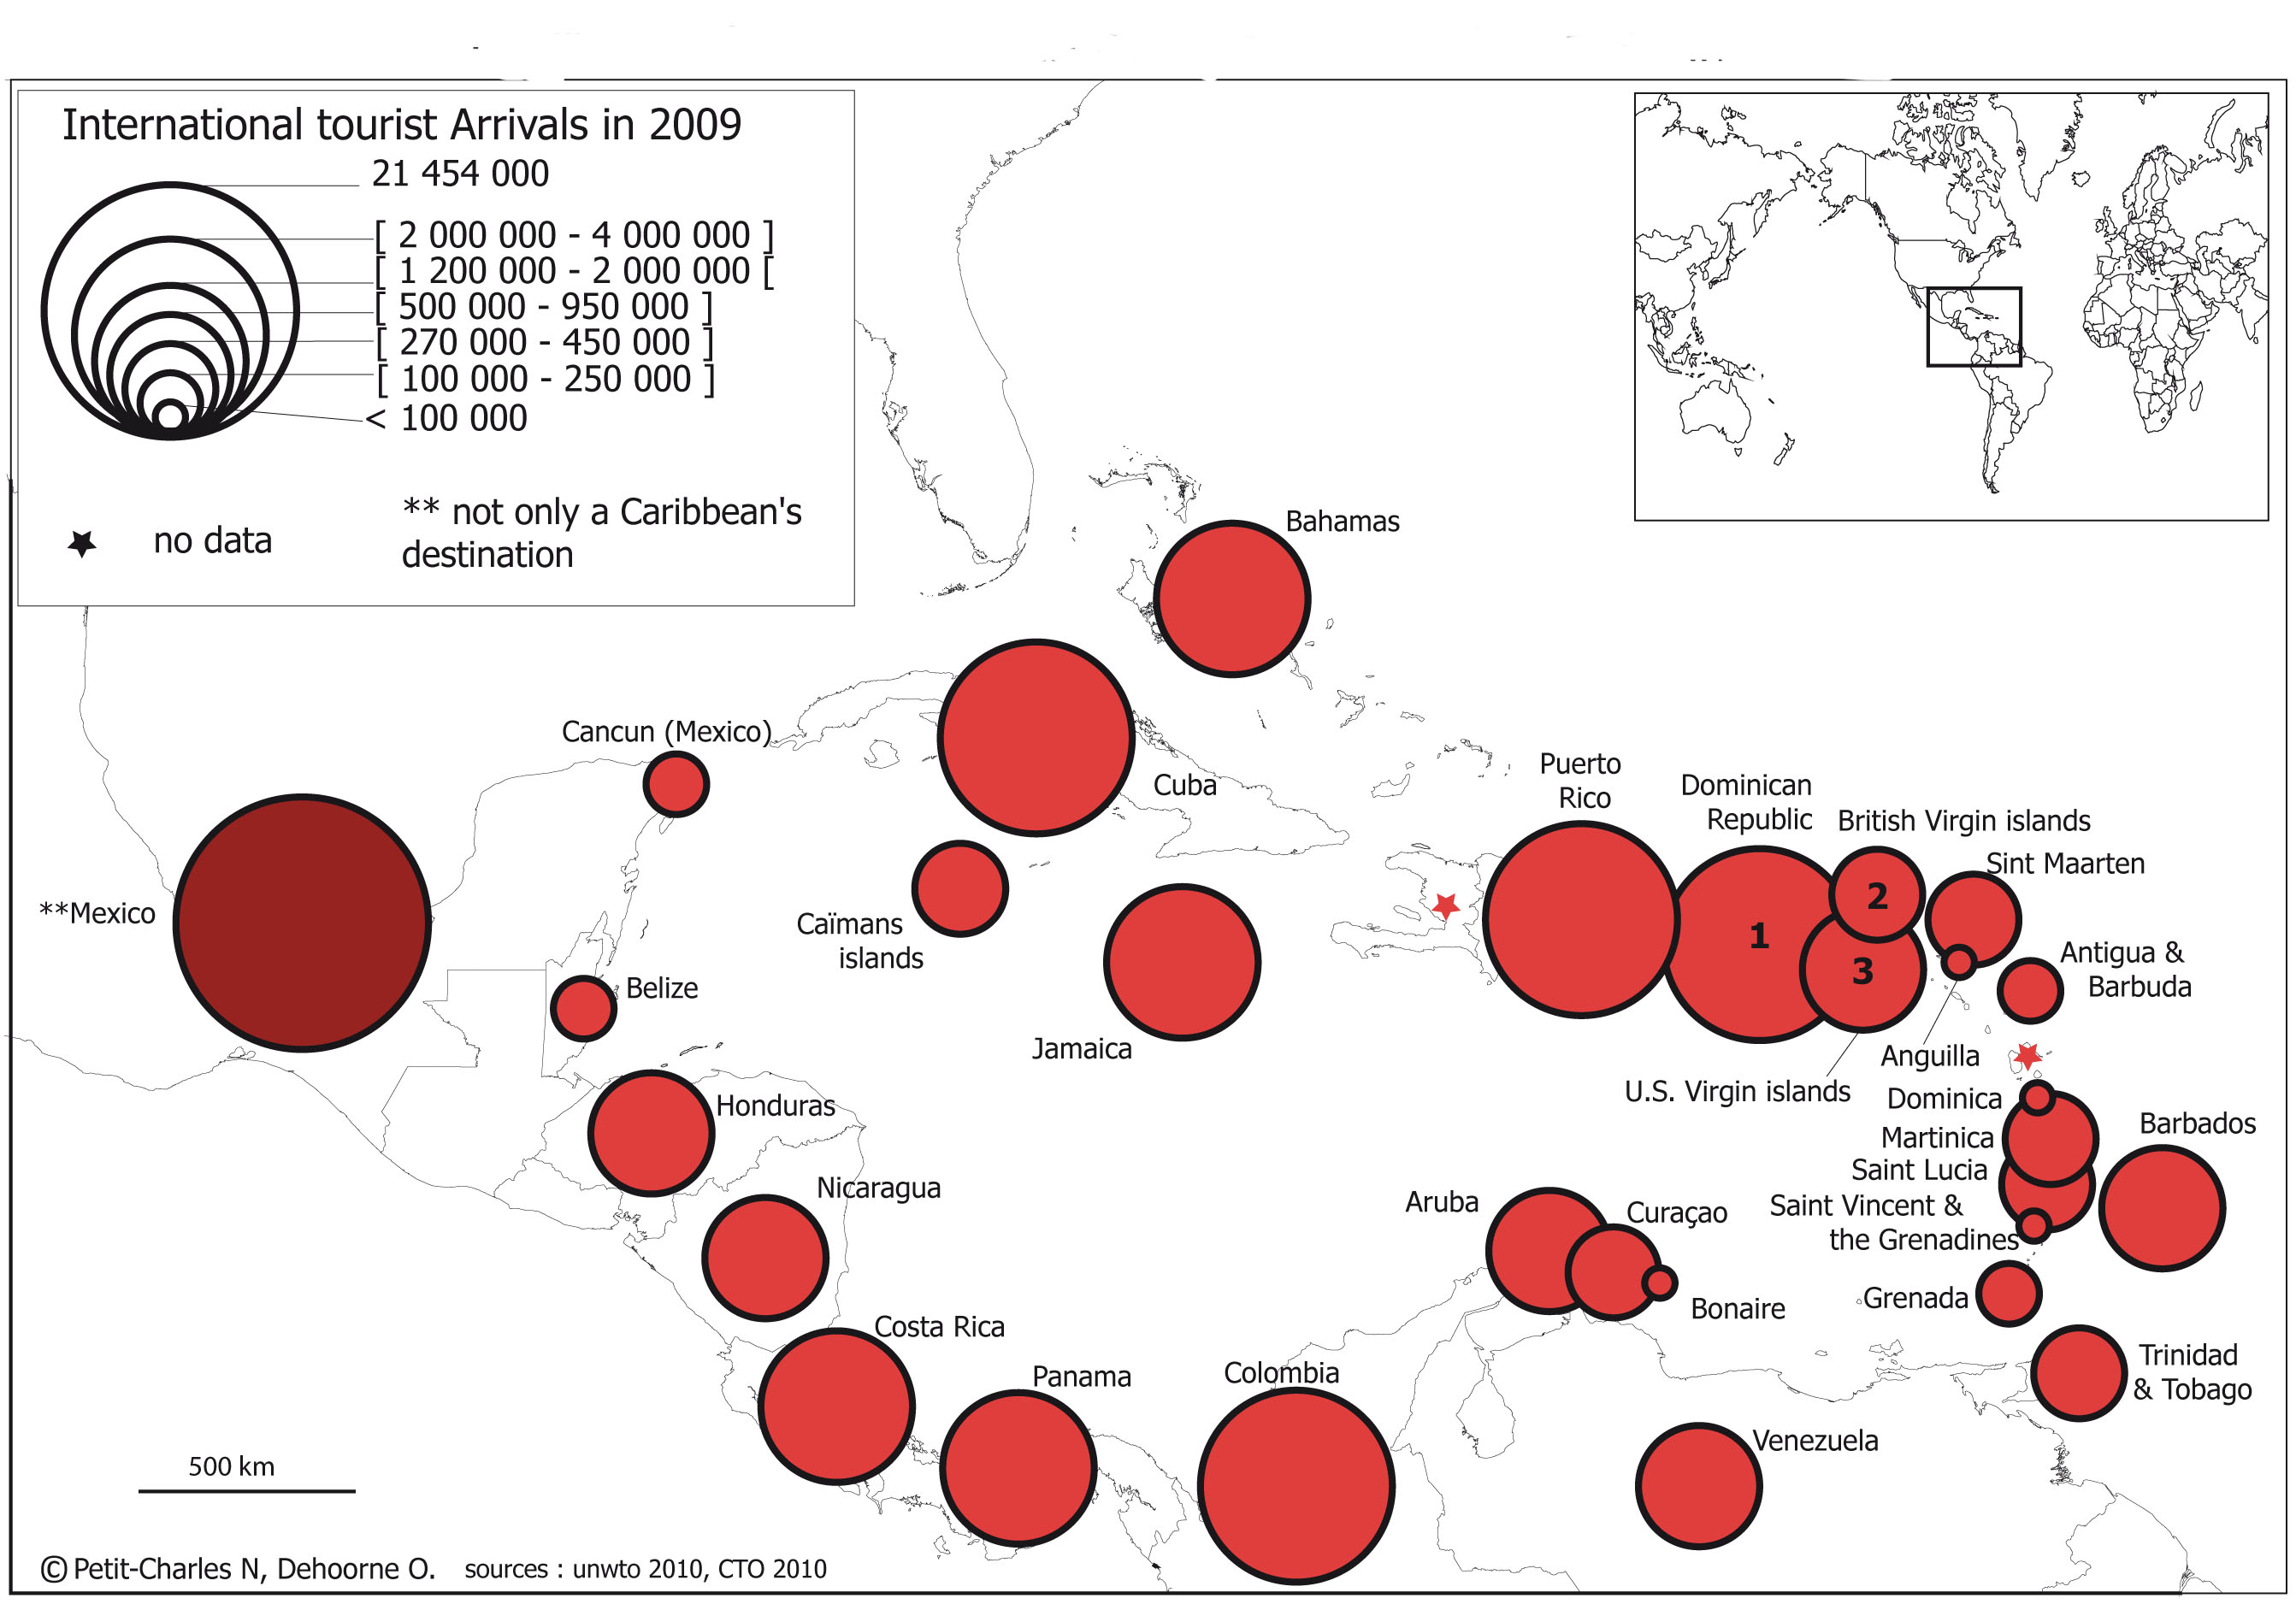 International tourist Arrivals in 2009
21 454 000
[ 2 000 000 - 4 000 000 ]
[ 1 200 000 - 2 000 000 [
[ 500 000 - 950 000 ]
[ 270 000 - 450 000 ]
[ 100 000 - 250 000 ]
< 100 000
no data
** not only a Caribbean's
destination
Bahamas
Cancun (Mexico)
Cuba
Puerto
Rico
Dominican
Republic
British Virgin islands
Sint Maarten
**Mexico
Caïmans
islands
1
2
3
Antigua &
Barbuda
Belize
Jamaica
Anguilla
U.S. Virgin islands
Dominica
Honduras
Martinica
Barbados
Saint Lucia
Nicaragua
Aruba
Curaçao
Saint Vincent &
the Grenadines
Bonaire
Grenada
Costa Rica
Panama
Colombia
Trinidad
& Tobago
Venezuela
500 km
© Petit-Charles N, Dehoorne O.
sources : unwto 2010, CTO 2010